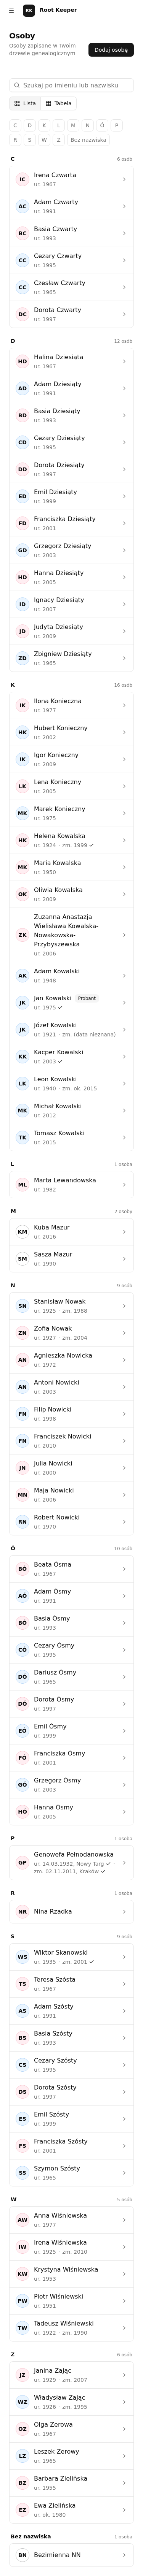 RK Root Keeper
Osoby
Osoby zapisane w Twoim
drzewie genealogicznym
Dodaj osobę
Szukaj po imieniu lub nazwisku
Lista Tabela
C D K L M N Ó P
R S W Z Bez nazwiska
C 6 osób
IC Irena Czwarta
ur. 1967
AC Adam Czwarty
ur. 1991
BC Basia Czwarty
ur. 1993
CC Cezary Czwarty
ur. 1995
CC Czesław Czwarty
ur. 1965
DC Dorota Czwarty
ur. 1997
D 12 osób
HD Halina Dziesiąta
ur. 1967
AD Adam Dziesiąty
ur. 1991
BD Basia Dziesiąty
ur. 1993
CD Cezary Dziesiąty
ur. 1995
DD Dorota Dziesiąty
ur. 1997
ED Emil Dziesiąty
ur. 1999
FD Franciszka Dziesiąty
ur. 2001
GD Grzegorz Dziesiąty
ur. 2003
HD Hanna Dziesiąty
ur. 2005
ID Ignacy Dziesiąty
ur. 2007
JD Judyta Dziesiąty
ur. 2009
ZD Zbigniew Dziesiąty
ur. 1965
K 16 osób
IK Ilona Konieczna
ur. 1977
HK Hubert Konieczny
ur. 2002
IK Igor Konieczny
ur. 2009
LK Lena Konieczny
ur. 2005
MK Marek Konieczny
ur. 1975
HK Helena Kowalska
ur. 1924 · zm. 1999 ✓
MK Maria Kowalska
ur. 1950
OK Oliwia Kowalska
ur. 2009
ZK Zuzanna Anastazja
Wielisława Kowalska-
Nowakowska-
Przybyszewska
ur. 2006
AK Adam Kowalski
ur. 1948
JK Jan Kowalski Probant
ur. 1975 ✓
JK Józef Kowalski
ur. 1921 · zm. (data nieznana)
KK Kacper Kowalski
ur. 2003 ✓
LK Leon Kowalski
ur. 1940 · zm. ok. 2015
MK Michał Kowalski
ur. 2012
TK Tomasz Kowalski
ur. 2015
L 1 osoba
ML Marta Lewandowska
ur. 1982
M 2 osoby
KM Kuba Mazur
ur. 2016
SM Sasza Mazur
ur. 1990
N 9 osób
SN Stanisław Nowak
ur. 1925 · zm. 1988
ZN Zofia Nowak
ur. 1927 · zm. 2004
AN Agnieszka Nowicka
ur. 1972
AN Antoni Nowicki
ur. 2003
FN Filip Nowicki
ur. 1998
FN Franciszek Nowicki
ur. 2010
JN Julia Nowicki
ur. 2000
MN Maja Nowicki
ur. 2006
RN Robert Nowicki
ur. 1970
Ó 10 osób
BÓ Beata Ósma
ur. 1967
AÓ Adam Ósmy
ur. 1991
BÓ Basia Ósmy
ur. 1993
CÓ Cezary Ósmy
ur. 1995
DÓ Dariusz Ósmy
ur. 1965
DÓ Dorota Ósmy
ur. 1997
EÓ Emil Ósmy
ur. 1999
FÓ Franciszka Ósmy
ur. 2001
GÓ Grzegorz Ósmy
ur. 2003
HÓ Hanna Ósmy
ur. 2005
P 1 osoba
GP Genowefa Pełnodanowska
ur. 14.03.1932, Nowy Targ ✓ ·
zm. 02.11.2011, Kraków ✓
R 1 osoba
NR Nina Rzadka
S 9 osób
WS Wiktor Skanowski
ur. 1935 · zm. 2001 ✓
TS Teresa Szósta
ur. 1967
AS Adam Szósty
ur. 1991
BS Basia Szósty
ur. 1993
CS Cezary Szósty
ur. 1995
DS Dorota Szósty
ur. 1997
ES Emil Szósty
ur. 1999
FS Franciszka Szósty
ur. 2001
SS Szymon Szósty
ur. 1965
W 5 osób
AW Anna Wiśniewska
ur. 1977
IW Irena Wiśniewska
ur. 1925 · zm. 2010
KW Krystyna Wiśniewska
ur. 1953
PW Piotr Wiśniewski
ur. 1951
TW Tadeusz Wiśniewski
ur. 1922 · zm. 1990
Z 6 osób
JZ Janina Zając
ur. 1929 · zm. 2007
WZ Władysław Zając
ur. 1926 · zm. 1995
OZ Olga Zerowa
ur. 1967
LZ Leszek Zerowy
ur. 1965
BZ Barbara Zielińska
ur. 1955
EZ Ewa Zielińska
ur. ok. 1980
Bez nazwiska 1 osoba
BN Bezimienna NN